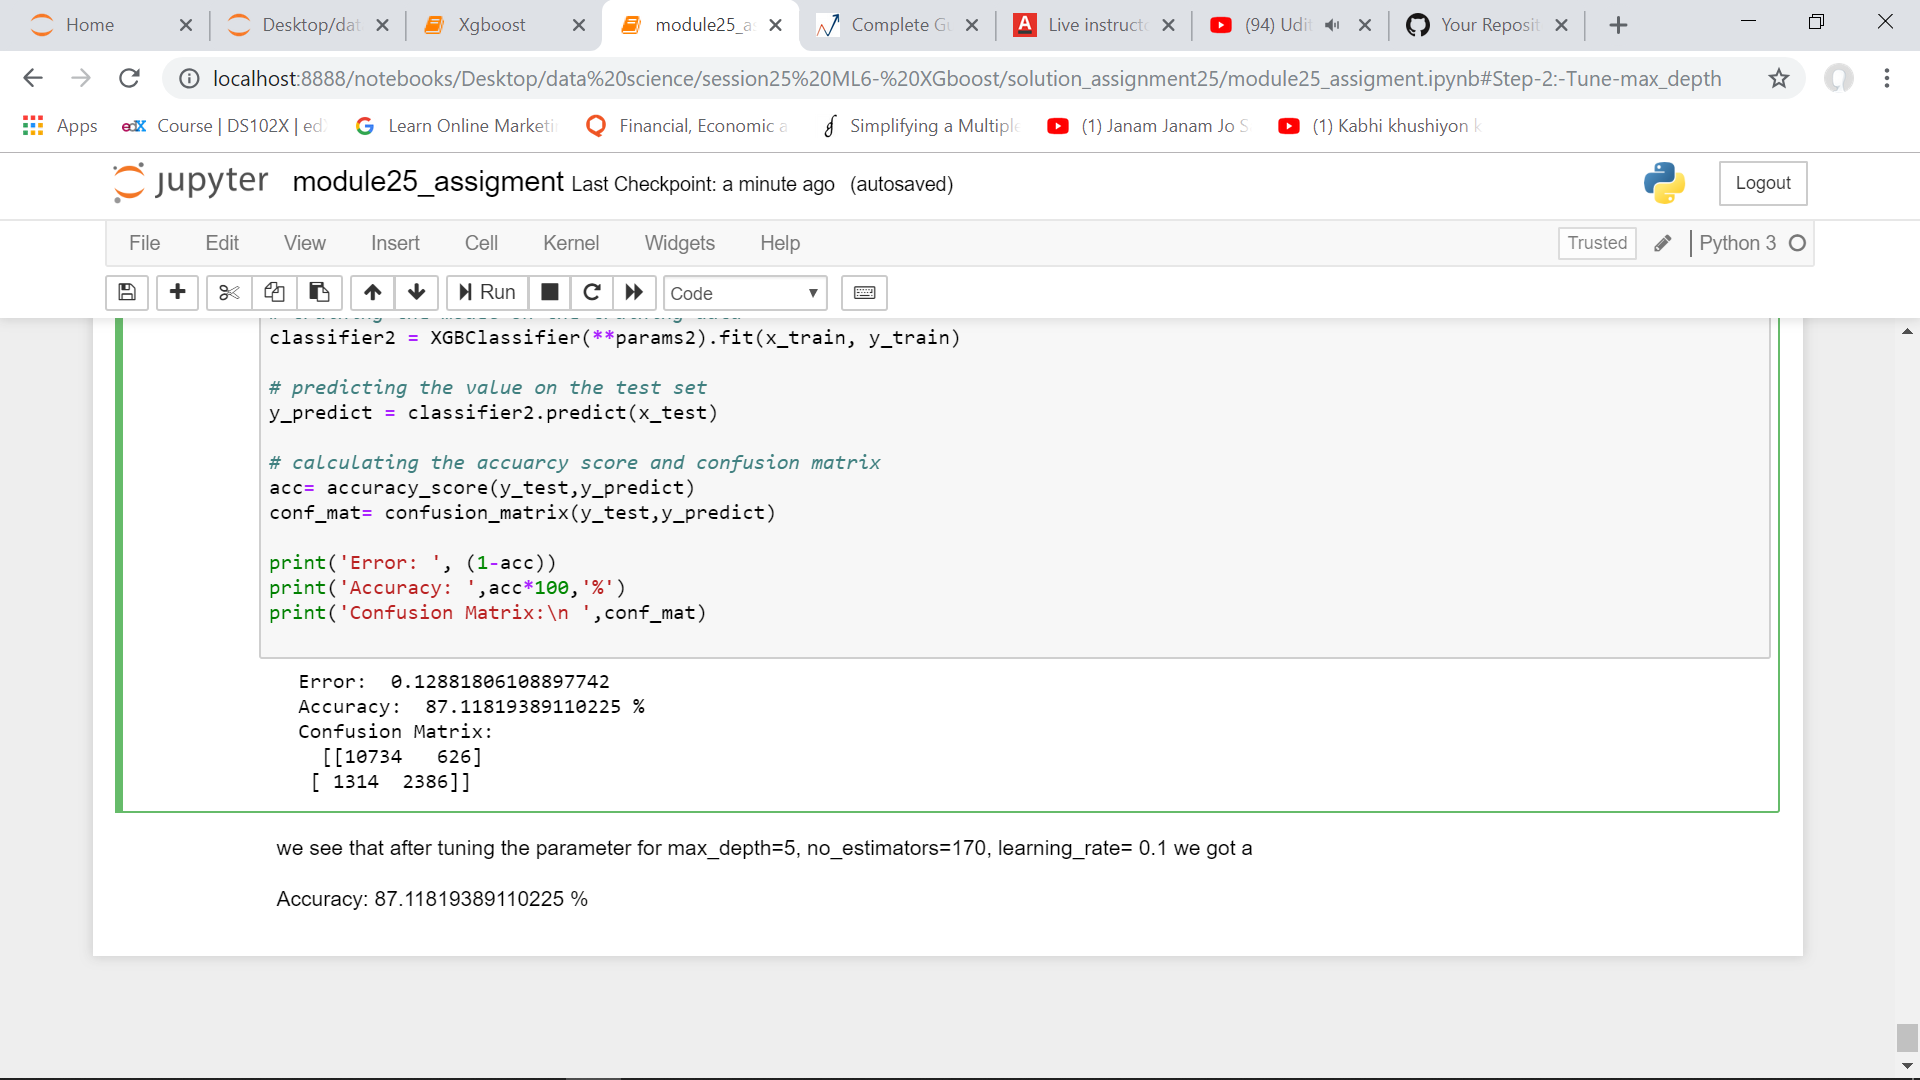 Home
Desktop/dat
Xgboost
module25_as
Complete Gu
Live instructo
(94) Udit
Your Reposit
localhost:8888/notebooks/Desktop/data%20science/session25%20ML6-%20XGboost/solution_assignment25/module25_assigment.ipynb#Step-2:-Tune-max_depth
Apps
edX Course | DS102X | edX
Learn Online Marketi
Financial, Economic a
Simplifying a Multiple
(1) Janam Janam Jo S
(1) Kabhi khushiyon k
jupyter module25_assigment Last Checkpoint: a minute ago (autosaved)
Logout
File Edit View Insert Cell Kernel Widgets Help
Trusted Python 3
Run Code
classifier2 = XGBClassifier(**params2).fit(x_train, y_train)
# predicting the value on the test set
y_predict = classifier2.predict(x_test)
# calculating the accuarcy score and confusion matrix
acc= accuracy_score(y_test,y_predict)
conf_mat= confusion_matrix(y_test,y_predict)
print('Error: ', (1-acc))
print('Accuracy: ',acc*100,'%')
print('Confusion Matrix:\n ',conf_mat)
Error:  0.12881806108897742
Accuracy:  87.11819389110225 %
Confusion Matrix:
[[10734   626]
[ 1314  2386]]
we see that after tuning the parameter for max_depth=5, no_estimators=170, learning_rate= 0.1 we got a
Accuracy: 87.11819389110225 %